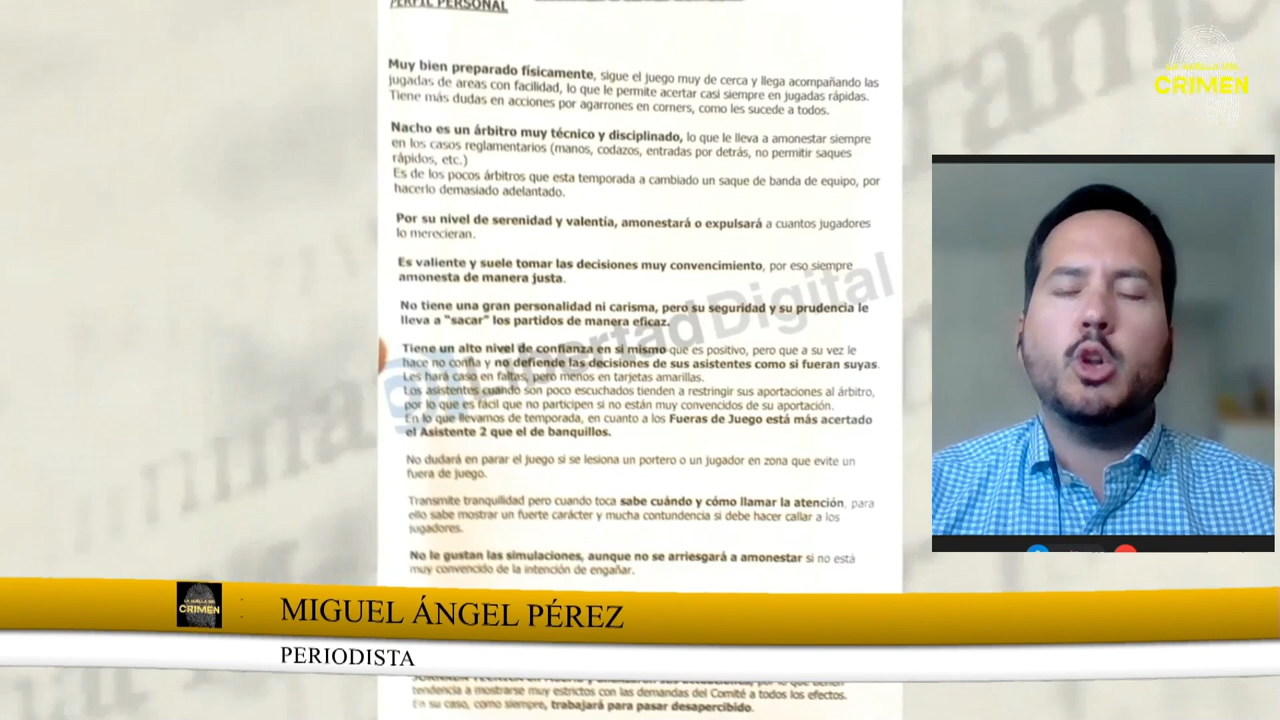 PERFIL PERSONAL
Muy bien preparado físicamente, sigue el juego muy de cerca y llega acompañando las
jugadas de areas con facilidad, lo que le permite acertar casi siempre en jugadas rápidas.
Tiene más dudas en acciones por agarrones en corners, como les sucede a todos.
Nacho es un árbitro muy técnico y disciplinado, lo que le lleva a amonestar siempre
en los casos reglamentarios (manos, codazos, entradas por detrás, no permitir saques
rápidos, etc.)
Es de los pocos árbitros que esta temporada a cambiado un saque de banda de equipo, por
hacerlo demasiado adelantado.
Por su nivel de serenidad y valentía, amonestará o expulsará a cuantos jugadores
lo merecieran.
Es valiente y suele tomar las decisiones muy convencimiento, por eso siempre
amonesta de manera justa.
No tiene una gran personalidad ni carisma, pero su seguridad y su prudencia le
lleva a "sacar" los partidos de manera eficaz.
Tiene un alto nivel de confianza en si mismo que es positivo, pero que a su vez le
hace no confia y no defiende las decisiones de sus asistentes como si fueran suyas.
Les hará caso en faltas, pero menos en tarjetas amarillas.
Los asistentes cuando son poco escuchados tienden a restringir sus aportaciones al árbitro,
por lo que es fácil que no participen si no están muy convencidos de su aportación.
En lo que llevamos de temporada, en cuanto a los Fueras de Juego está más acertado
el Asistente 2 que el de banquillos.
No dudará en parar el juego si se lesiona un portero o un jugador en zona que evite un
fuera de juego.
Transmite tranquilidad pero cuando toca sabe cuándo y cómo llamar la atención, para
ello sabe mostrar un fuerte carácter y mucha contundencia si debe hacer callar a los
jugadores.
No le gustan las simulaciones, aunque no se arriesgará a amonestar si no está
muy convencido de la intención de engañar.
tendencia a mostrarse muy estrictos con las demandas del Comité a todos los efectos.
En su caso, como siempre, trabajará para pasar desapercibido.
Libertad Digital
LA HUELLA DEL
CRIMEN
LA HUELLA DEL
CRIMEN
MIGUEL ÁNGEL PÉREZ
PERIODISTA